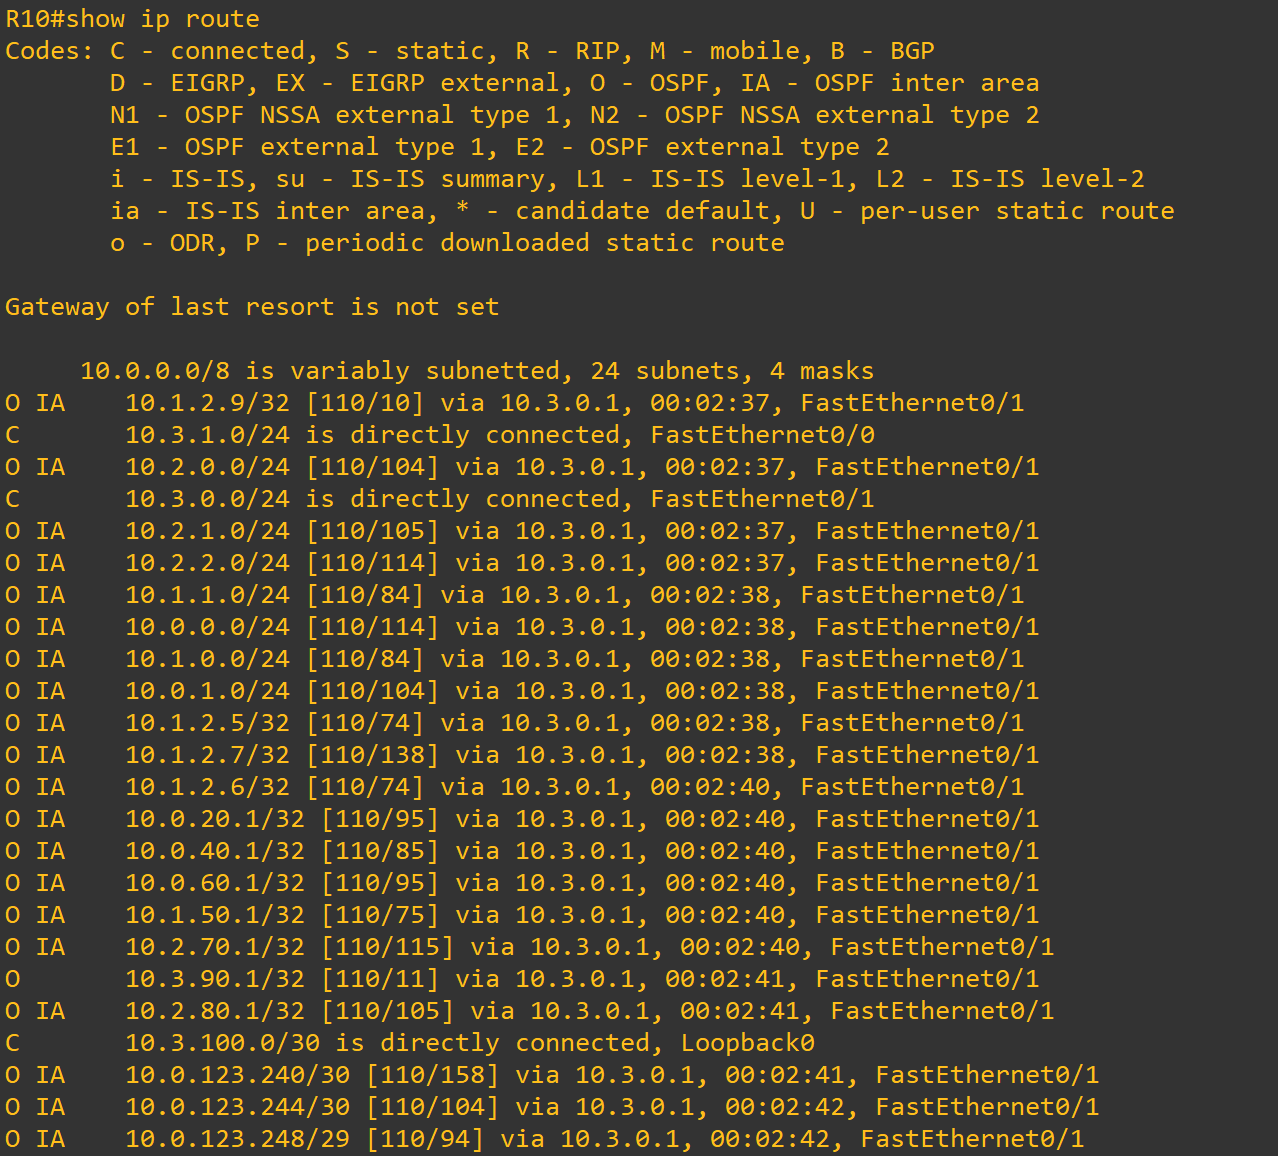 R10#show ip route
Codes: C - connected, S - static, R - RIP, M - mobile, B - BGP
       D - EIGRP, EX - EIGRP external, O - OSPF, IA - OSPF inter area
       N1 - OSPF NSSA external type 1, N2 - OSPF NSSA external type 2
       E1 - OSPF external type 1, E2 - OSPF external type 2
       i - IS-IS, su - IS-IS summary, L1 - IS-IS level-1, L2 - IS-IS level-2
       ia - IS-IS inter area, * - candidate default, U - per-user static route
       o - ODR, P - periodic downloaded static route

Gateway of last resort is not set

     10.0.0.0/8 is variably subnetted, 24 subnets, 4 masks
O IA    10.1.2.9/32 [110/10] via 10.3.0.1, 00:02:37, FastEthernet0/1
C       10.3.1.0/24 is directly connected, FastEthernet0/0
O IA    10.2.0.0/24 [110/104] via 10.3.0.1, 00:02:37, FastEthernet0/1
C       10.3.0.0/24 is directly connected, FastEthernet0/1
O IA    10.2.1.0/24 [110/105] via 10.3.0.1, 00:02:37, FastEthernet0/1
O IA    10.2.2.0/24 [110/114] via 10.3.0.1, 00:02:37, FastEthernet0/1
O IA    10.1.1.0/24 [110/84] via 10.3.0.1, 00:02:38, FastEthernet0/1
O IA    10.0.0.0/24 [110/114] via 10.3.0.1, 00:02:38, FastEthernet0/1
O IA    10.1.0.0/24 [110/84] via 10.3.0.1, 00:02:38, FastEthernet0/1
O IA    10.0.1.0/24 [110/104] via 10.3.0.1, 00:02:38, FastEthernet0/1
O IA    10.1.2.5/32 [110/74] via 10.3.0.1, 00:02:38, FastEthernet0/1
O IA    10.1.2.7/32 [110/138] via 10.3.0.1, 00:02:38, FastEthernet0/1
O IA    10.1.2.6/32 [110/74] via 10.3.0.1, 00:02:40, FastEthernet0/1
O IA    10.0.20.1/32 [110/95] via 10.3.0.1, 00:02:40, FastEthernet0/1
O IA    10.0.40.1/32 [110/85] via 10.3.0.1, 00:02:40, FastEthernet0/1
O IA    10.0.60.1/32 [110/95] via 10.3.0.1, 00:02:40, FastEthernet0/1
O IA    10.1.50.1/32 [110/75] via 10.3.0.1, 00:02:40, FastEthernet0/1
O IA    10.2.70.1/32 [110/115] via 10.3.0.1, 00:02:40, FastEthernet0/1
O       10.3.90.1/32 [110/11] via 10.3.0.1, 00:02:41, FastEthernet0/1
O IA    10.2.80.1/32 [110/105] via 10.3.0.1, 00:02:41, FastEthernet0/1
C       10.3.100.0/30 is directly connected, Loopback0
O IA    10.0.123.240/30 [110/158] via 10.3.0.1, 00:02:41, FastEthernet0/1
O IA    10.0.123.244/30 [110/104] via 10.3.0.1, 00:02:42, FastEthernet0/1
O IA    10.0.123.248/29 [110/94] via 10.3.0.1, 00:02:42, FastEthernet0/1